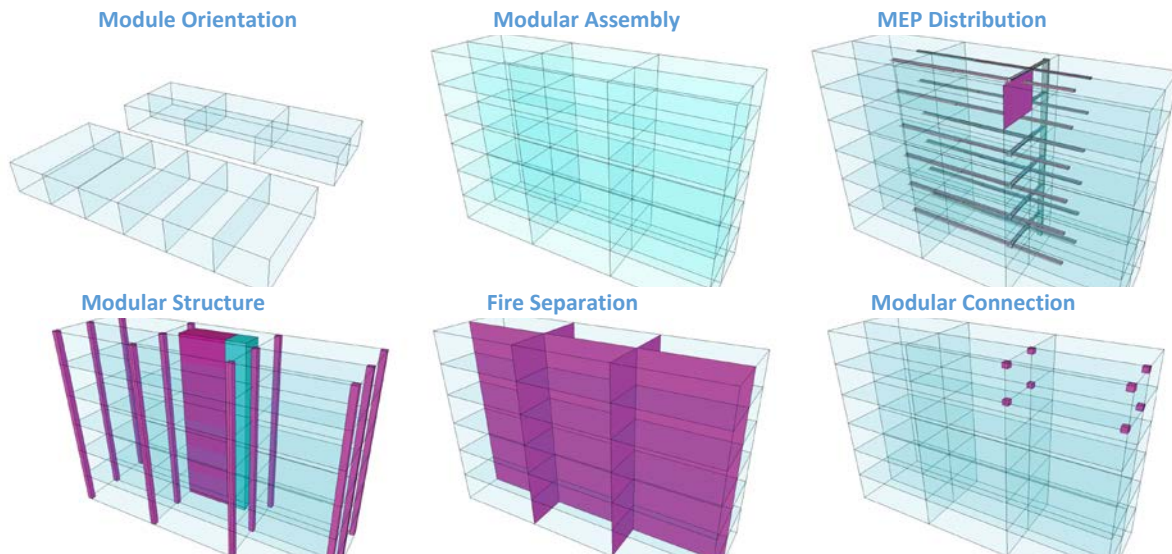 Module Orientation
Modular Assembly
MEP Distribution
Modular Structure
Fire Separation
Modular Connection